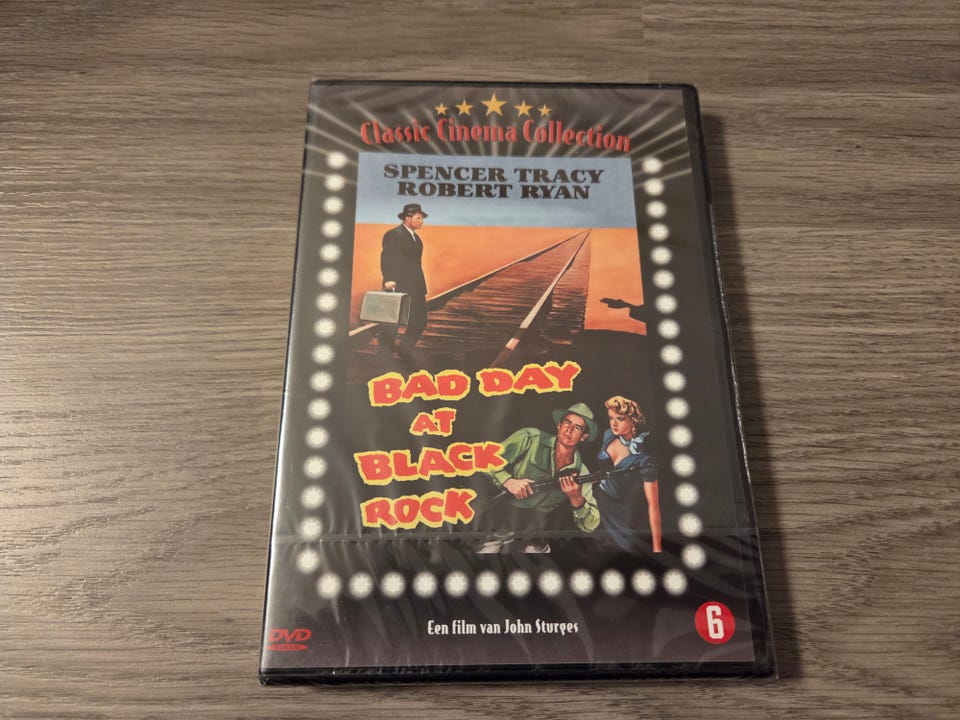 Classic Cinema Collection
SPENCER TRACY
ROBERT RYAN
BAD DAY
AT
BLACK
ROCK
Een film van John Sturges
DVD
VIDEO
6